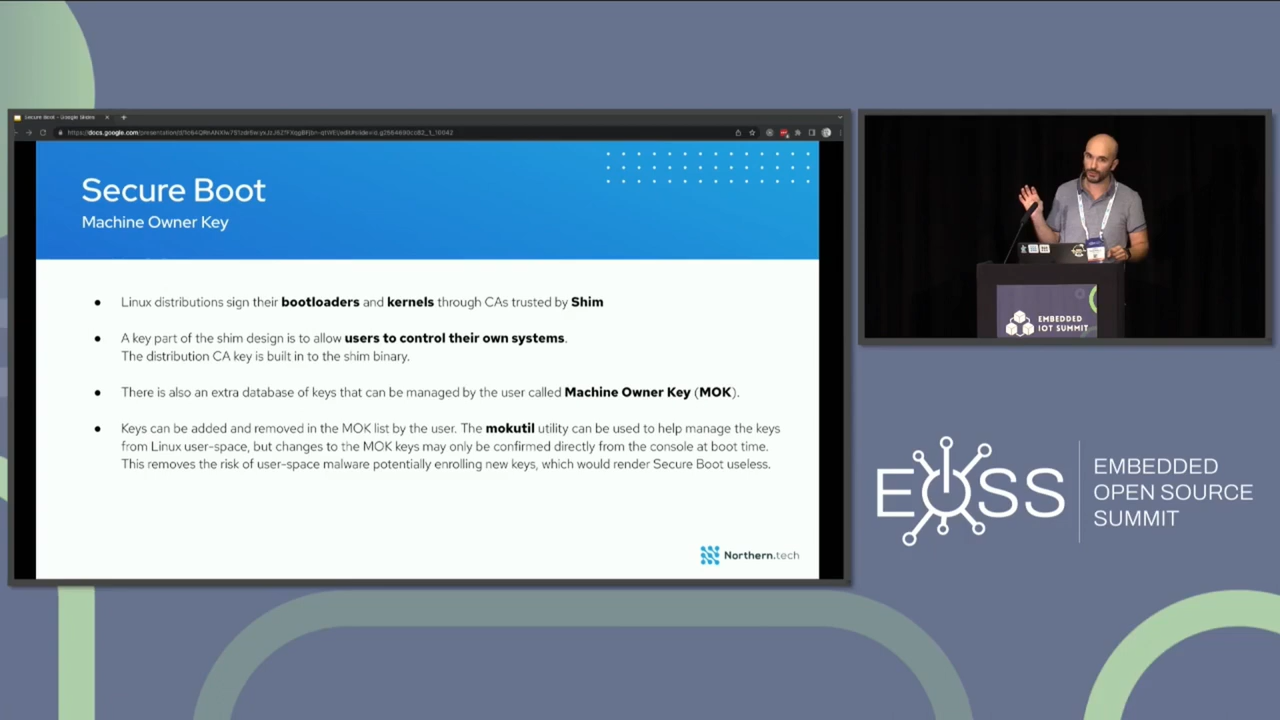 Secure Boot - Google Slides
Secure Boot
Machine Owner Key
● Linux distributions sign their bootloaders and kernels through CAs trusted by Shim
● A key part of the shim design is to allow users to control their own systems.
The distribution CA key is built in to the shim binary.
● There is also an extra database of keys that can be managed by the user called Machine Owner Key (MOK).
● Keys can be added and removed in the MOK list by the user. The mokutil utility can be used to help manage the keys
from Linux user-space, but changes to the MOK keys may only be confirmed directly from the console at boot time.
This removes the risk of user-space malware potentially enrolling new keys, which would render Secure Boot useless.
Northern.tech
EMBEDDED
IOT SUMMIT
EOSS
EMBEDDED
OPEN SOURCE
SUMMIT